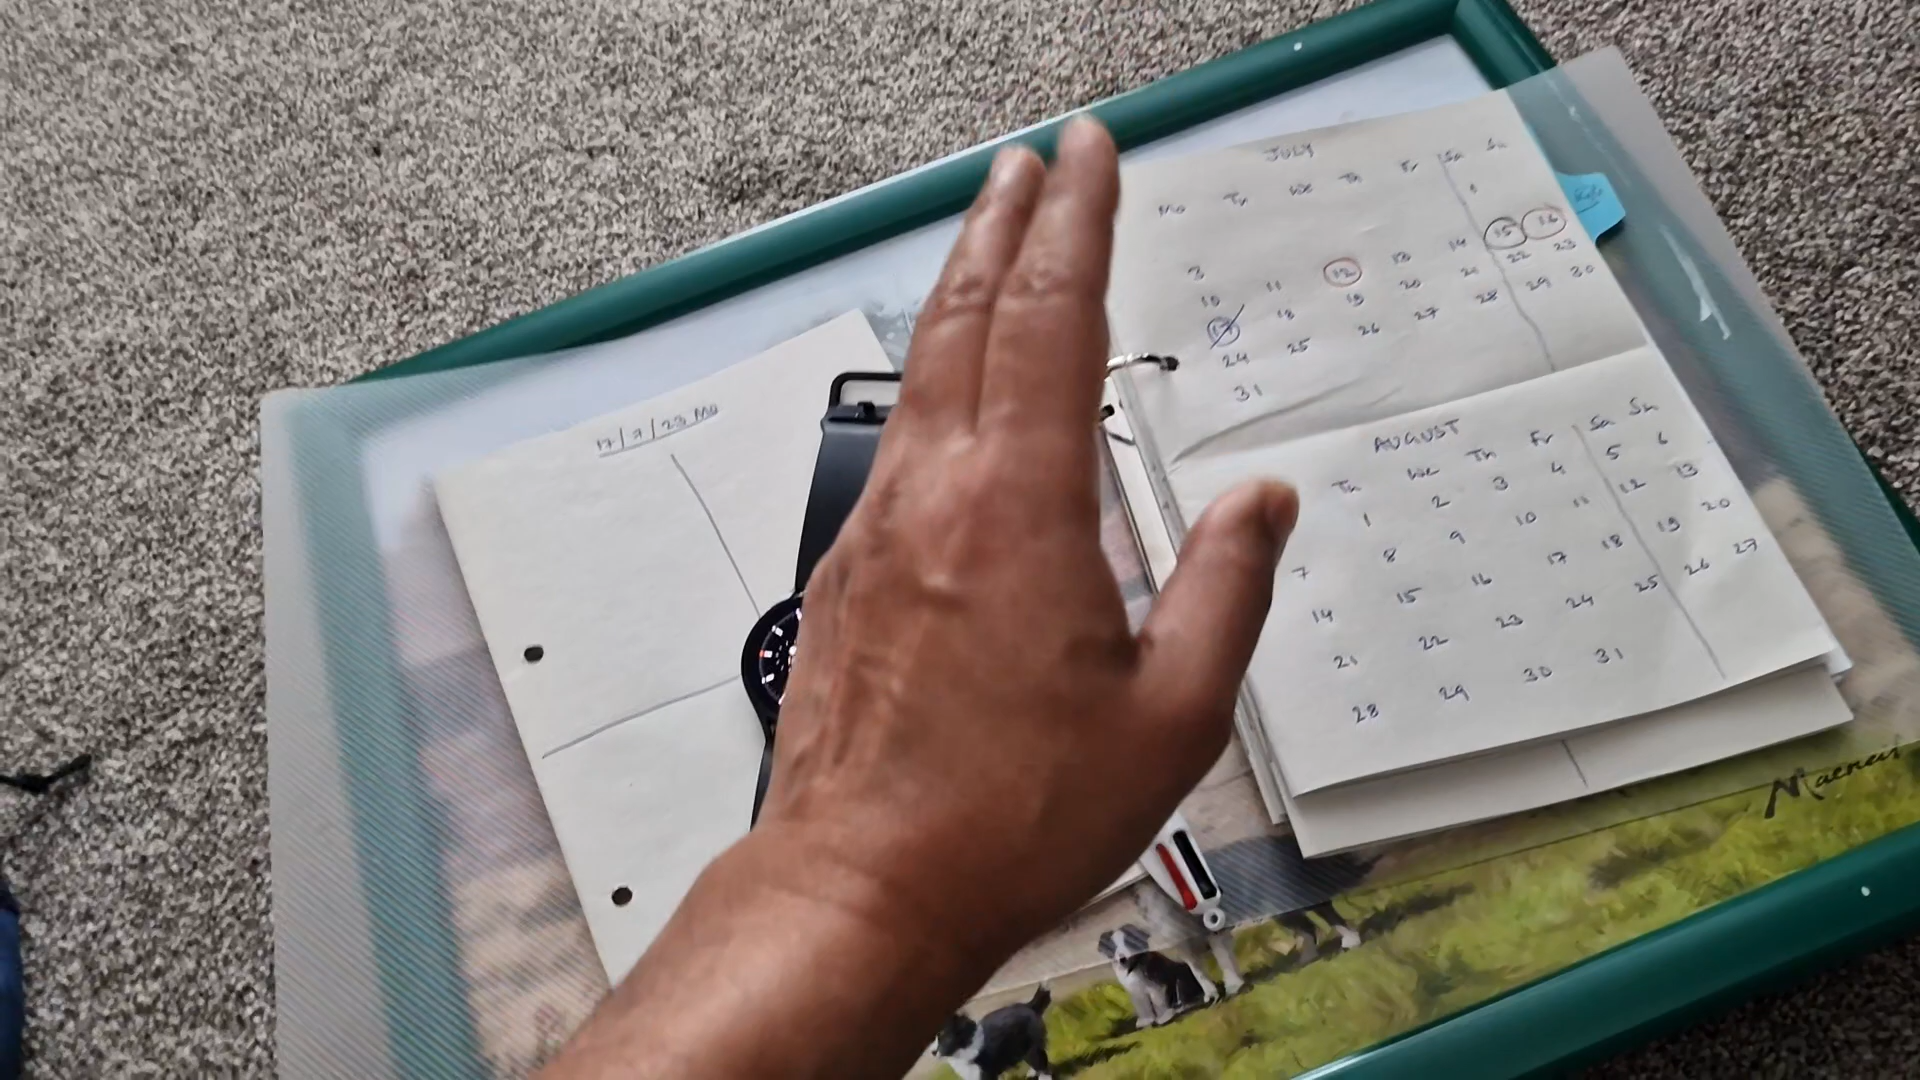 17/7/23 Mo
JULY
Mo Tu We Th Fr Sa Su
1
3
10 11 12 13 14 15 16
17 18 19 20 21 22 23
24 25 26 27 28 29 30
31
AUGUST
Tu We Th Fr Sa Su
1 2 3 4 5 6
7 8 9 10 11 12 13
14 15 16 17 18 19 20
21 22 23 24 25 26 27
28 29 30 31
Macneil